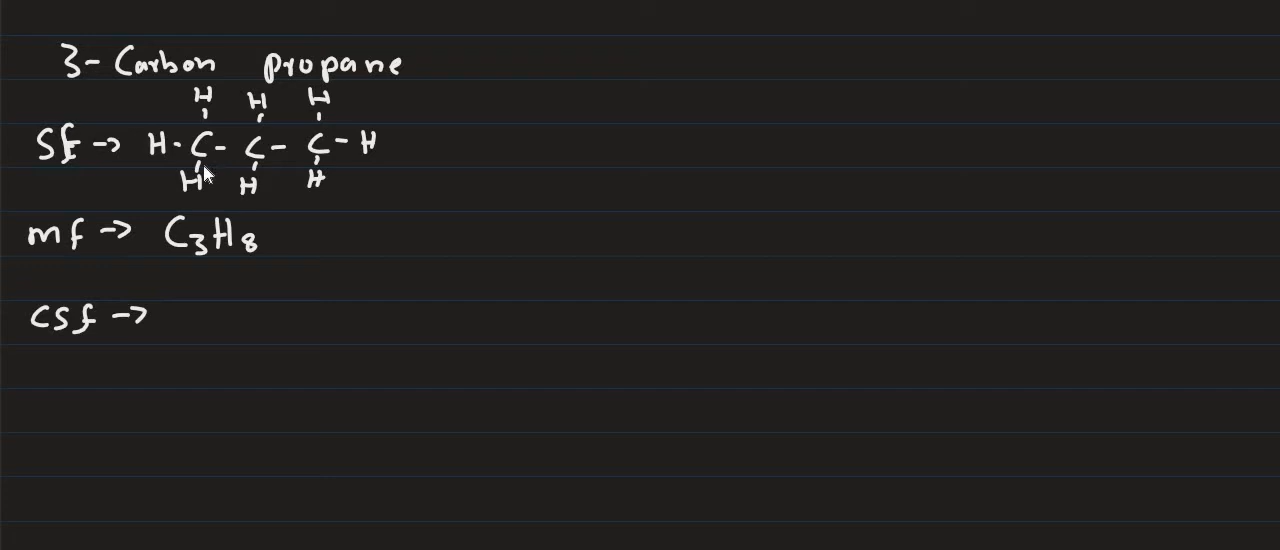 3- Carbon propane
H H H
SF → H - C - C - C - H
H H H
mf → C₃H₈
CSf →